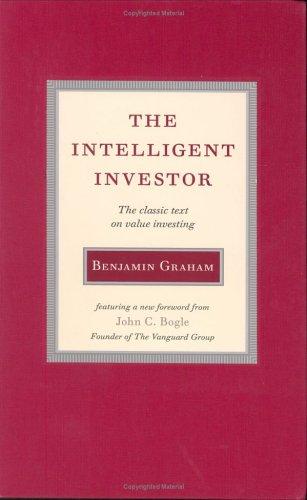 THE
INTELLIGENT
INVESTOR
The classic text
on value investing
BENJAMIN GRAHAM
featuring a new foreword from
John C. Bogle
Founder of The Vanguard Group
Copyrighted Material
Copyrighted Material